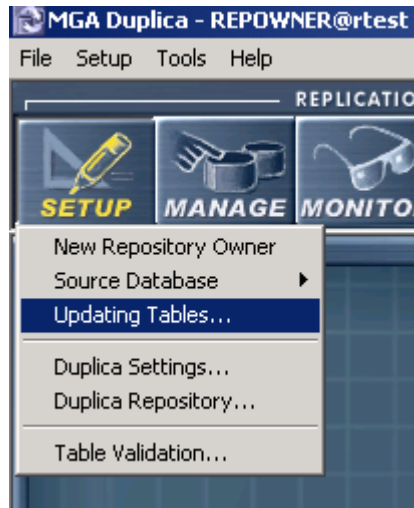 MGA Duplica - REPOWNER@rtest
File Setup Tools Help
REPLICATIO
SETUP MANAGE MONITO
New Repository Owner
Source Database
Updating Tables...
Duplica Settings...
Duplica Repository...
Table Validation...